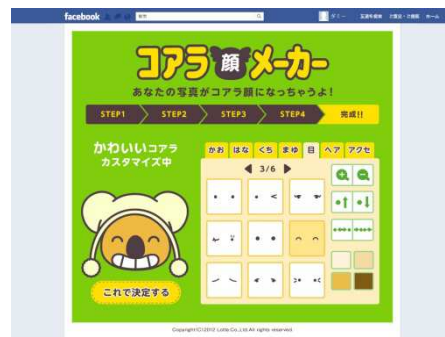 facebook
コアラ顔メーカー
あなたの写真がコアラ顔になっちゃうよ!
STEP1 STEP2 STEP3 STEP4 完成!!
かわいいコアラ
カスタマイズ中
かお はな くち まゆ 目 ヘア アクセ
3/6
これで決定する
Copyright(C)2012 Lotte Co.,Ltd All rights reserved.